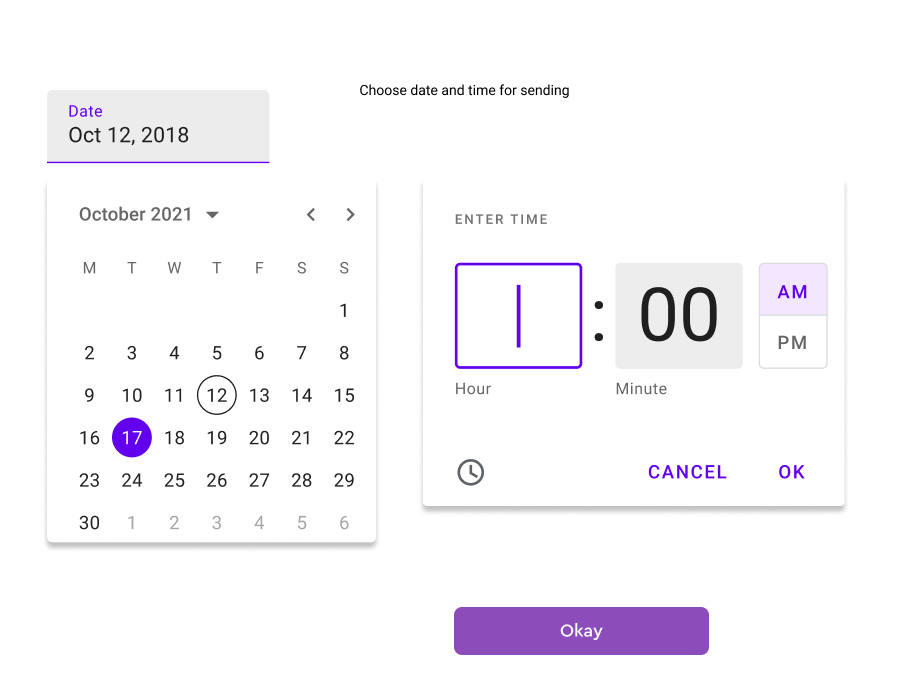 Choose date and time for sending
Date
Oct 12, 2018
October 2021
M T W T F S S
1
2 3 4 5 6 7 8
9 10 11 12 13 14 15
16 17 18 19 20 21 22
23 24 25 26 27 28 29
30 1 2 3 4 5 6
ENTER TIME
: 00
AM
PM
Hour Minute
CANCEL OK
Okay